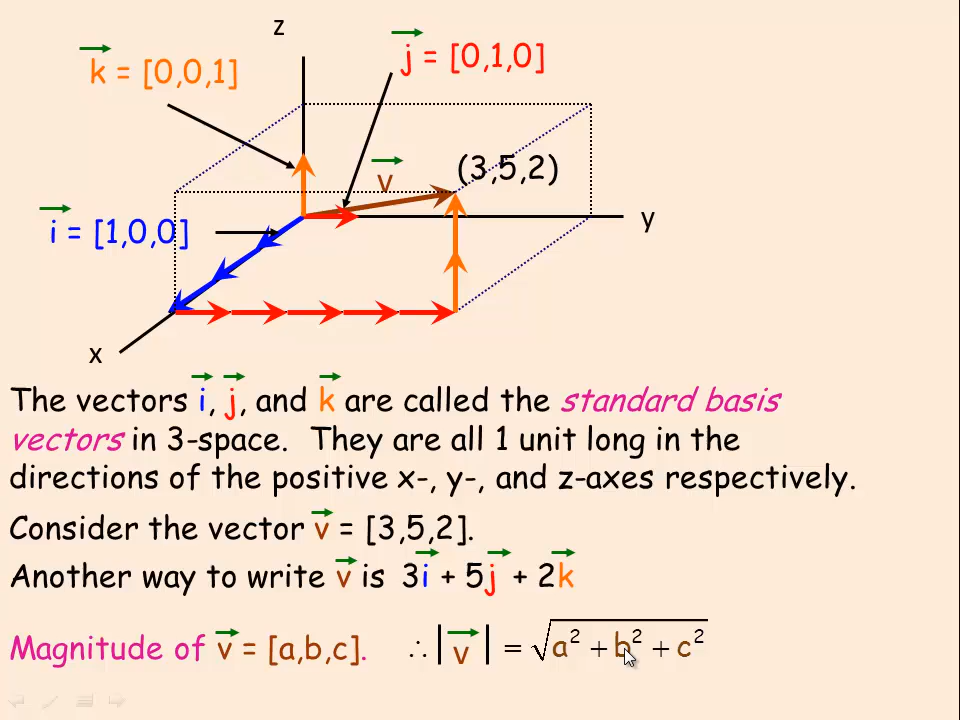 z
k = [0,0,1]
j = [0,1,0]
v
(3,5,2)
i = [1,0,0]
y
x
The vectors i, j, and k are called the standard basis
vectors in 3-space. They are all 1 unit long in the
directions of the positive x-, y-, and z-axes respectively.
Consider the vector v = [3,5,2].
Another way to write v is 3i + 5j + 2k
Magnitude of v = [a,b,c]. ∴ |v| = √a² + b² + c²